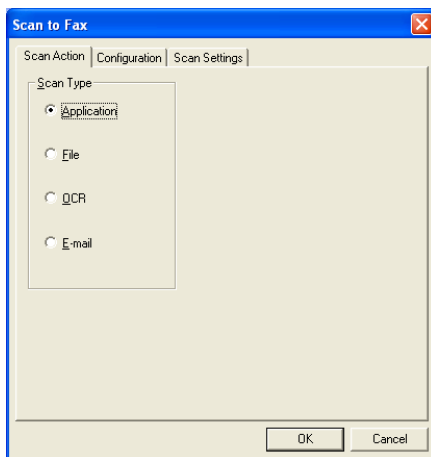 Scan to Fax
Scan Action Configuration Scan Settings
Scan Type
Application
File
OCR
E-mail
OK Cancel